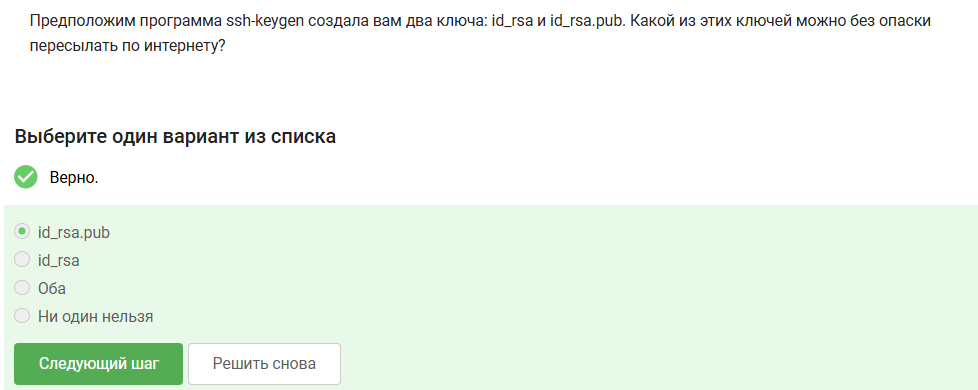 Предположим программа ssh-keygen создала вам два ключа: id_rsa и id_rsa.pub. Какой из этих ключей можно без опаски
пересылать по интернету?
Выберите один вариант из списка
Верно.
id_rsa.pub
id_rsa
Оба
Ни один нельзя
Следующий шаг
Решить снова